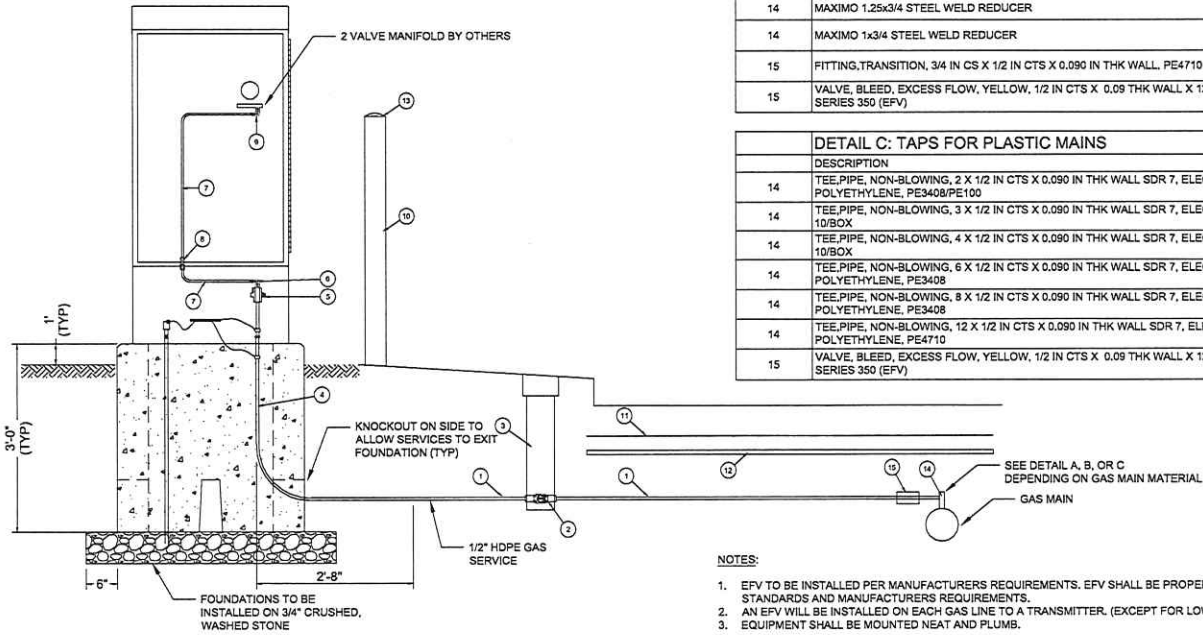 2 VALVE MANIFOLD BY OTHERS
13
9
7
10
8
6
5
7
1'
(TYP)
4
3'-0"
(TYP)
KNOCKOUT ON SIDE TO
ALLOW SERVICES TO EXIT
FOUNDATION (TYP)
3
11
12
1
1
15
14
2
SEE DETAIL A, B, OR C
DEPENDING ON GAS MAIN MATERIAL
GAS MAIN
1/2" HDPE GAS
SERVICE
6"
2'-8"
FOUNDATIONS TO BE
INSTALLED ON 3/4" CRUSHED,
WASHED STONE
14 MAXIMO 1.25x3/4 STEEL WELD REDUCER
14 MAXIMO 1x3/4 STEEL WELD REDUCER
15 FITTING,TRANSITION, 3/4 IN CS X 1/2 IN CTS X 0.090 IN THK WALL, PE4710
15 VALVE, BLEED, EXCESS FLOW, YELLOW, 1/2 IN CTS X 0.09 THK WALL X
SERIES 350 (EFV)
DETAIL C: TAPS FOR PLASTIC MAINS
DESCRIPTION
14 TEE,PIPE, NON-BLOWING, 2 X 1/2 IN CTS X 0.090 IN THK WALL SDR 7,
POLYETHYLENE, PE3408/PE100
14 TEE,PIPE, NON-BLOWING, 3 X 1/2 IN CTS X 0.090 IN THK WALL SDR 7,
10/BOX
14 TEE,PIPE, NON-BLOWING, 4 X 1/2 IN CTS X 0.090 IN THK WALL SDR 7,
10/BOX
14 TEE,PIPE, NON-BLOWING, 6 X 1/2 IN CTS X 0.090 IN THK WALL SDR 7,
POLYETHYLENE, PE3408
14 TEE,PIPE, NON-BLOWING, 8 X 1/2 IN CTS X 0.090 IN THK WALL SDR 7,
POLYETHYLENE, PE3408
14 TEE,PIPE, NON-BLOWING, 12 X 1/2 IN CTS X 0.090 IN THK WALL SDR 7,
POLYETHYLENE, PE4710
15 VALVE, BLEED, EXCESS FLOW, YELLOW, 1/2 IN CTS X 0.09 THK WALL X
SERIES 350 (EFV)
NOTES:
1. EFV TO BE INSTALLED PER MANUFACTURERS REQUIREMENTS. EFV SHALL BE
STANDARDS AND MANUFACTURERS REQUIREMENTS.
2. AN EFV WILL BE INSTALLED ON EACH GAS LINE TO A TRANSMITTER. (EXCEPT FOR
3. EQUIPMENT SHALL BE MOUNTED NEAT AND PLUMB.